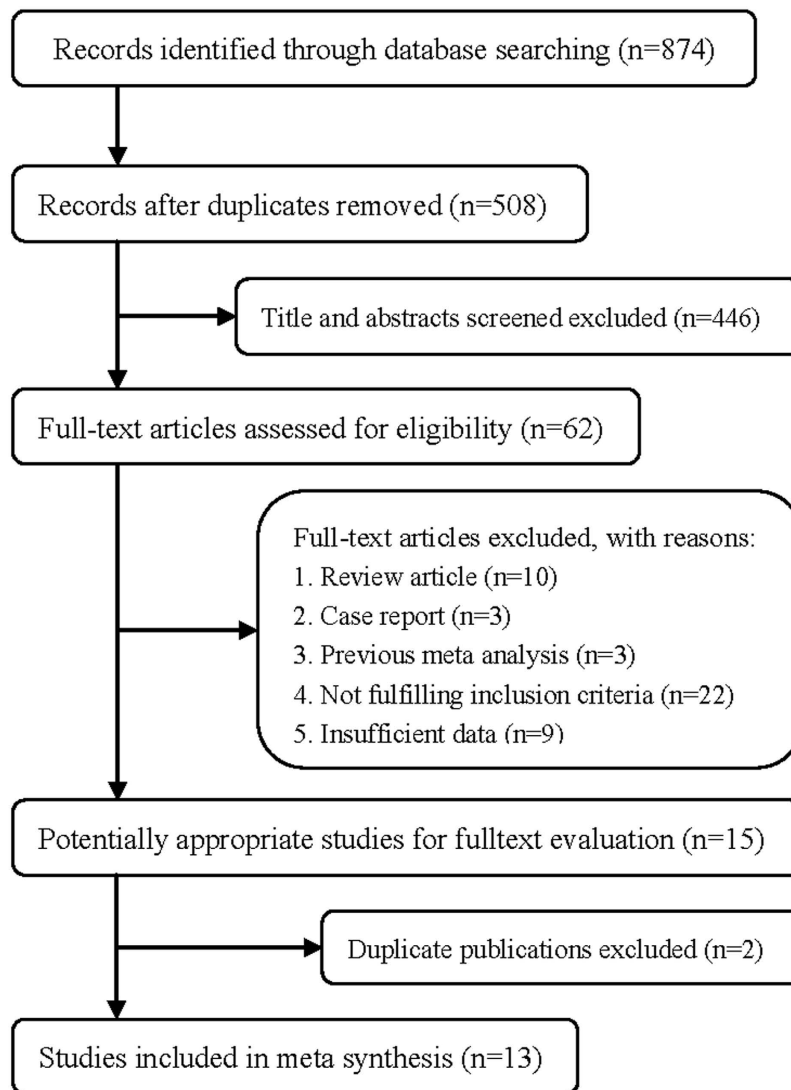 Records identified through database searching (n=874)
Records after duplicates removed (n=508)
Title and abstracts screened excluded (n=446)
Full-text articles assessed for eligibility (n=62)
Full-text articles excluded, with reasons:
1. Review article (n=10)
2. Case report (n=3)
3. Previous meta analysis (n=3)
4. Not fulfilling inclusion criteria (n=22)
5. Insufficient data (n=9)
Potentially appropriate studies for fulltext evaluation (n=15)
Duplicate publications excluded (n=2)
Studies included in meta synthesis (n=13)